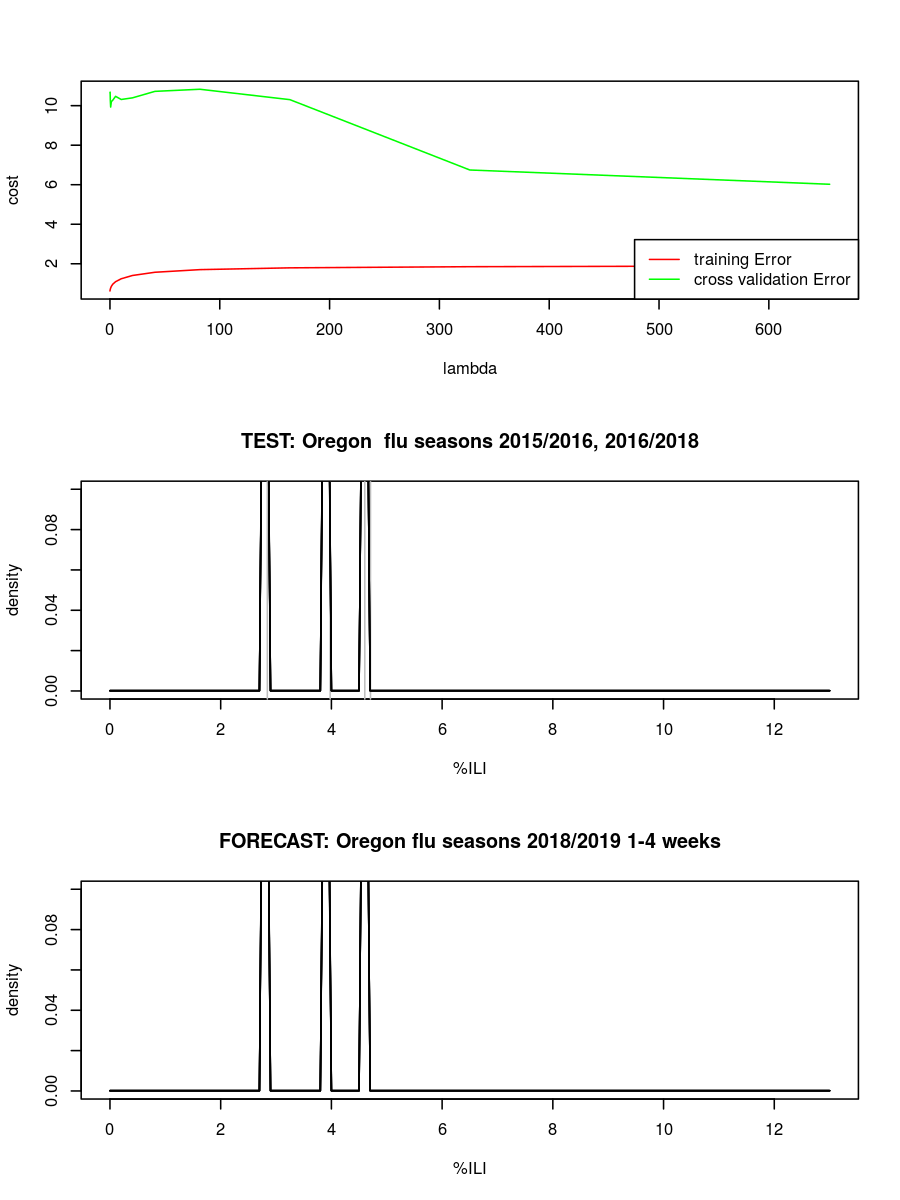 10
8
6
4
2
cost
training Error
cross validation Error
0 100 200 300 400 500 600
lambda
TEST: Oregon  flu seasons 2015/2016, 2016/2018
0.08
0.04
0.00
density
0 2 4 6 8 10 12
%ILI
FORECAST: Oregon flu seasons 2018/2019 1-4 weeks
0.08
0.04
0.00
density
0 2 4 6 8 10 12
%ILI